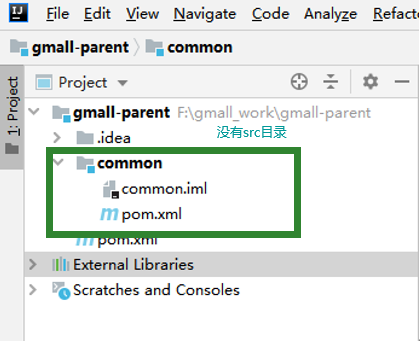 IJ File Edit View Navigate Code Analyze Refacto
gmall-parent common
1: Project
Project
gmall-parent F:\gmall_work\gmall-parent
.idea
没有src目录
common
common.iml
m pom.xml
pom.xml
External Libraries
Scratches and Consoles